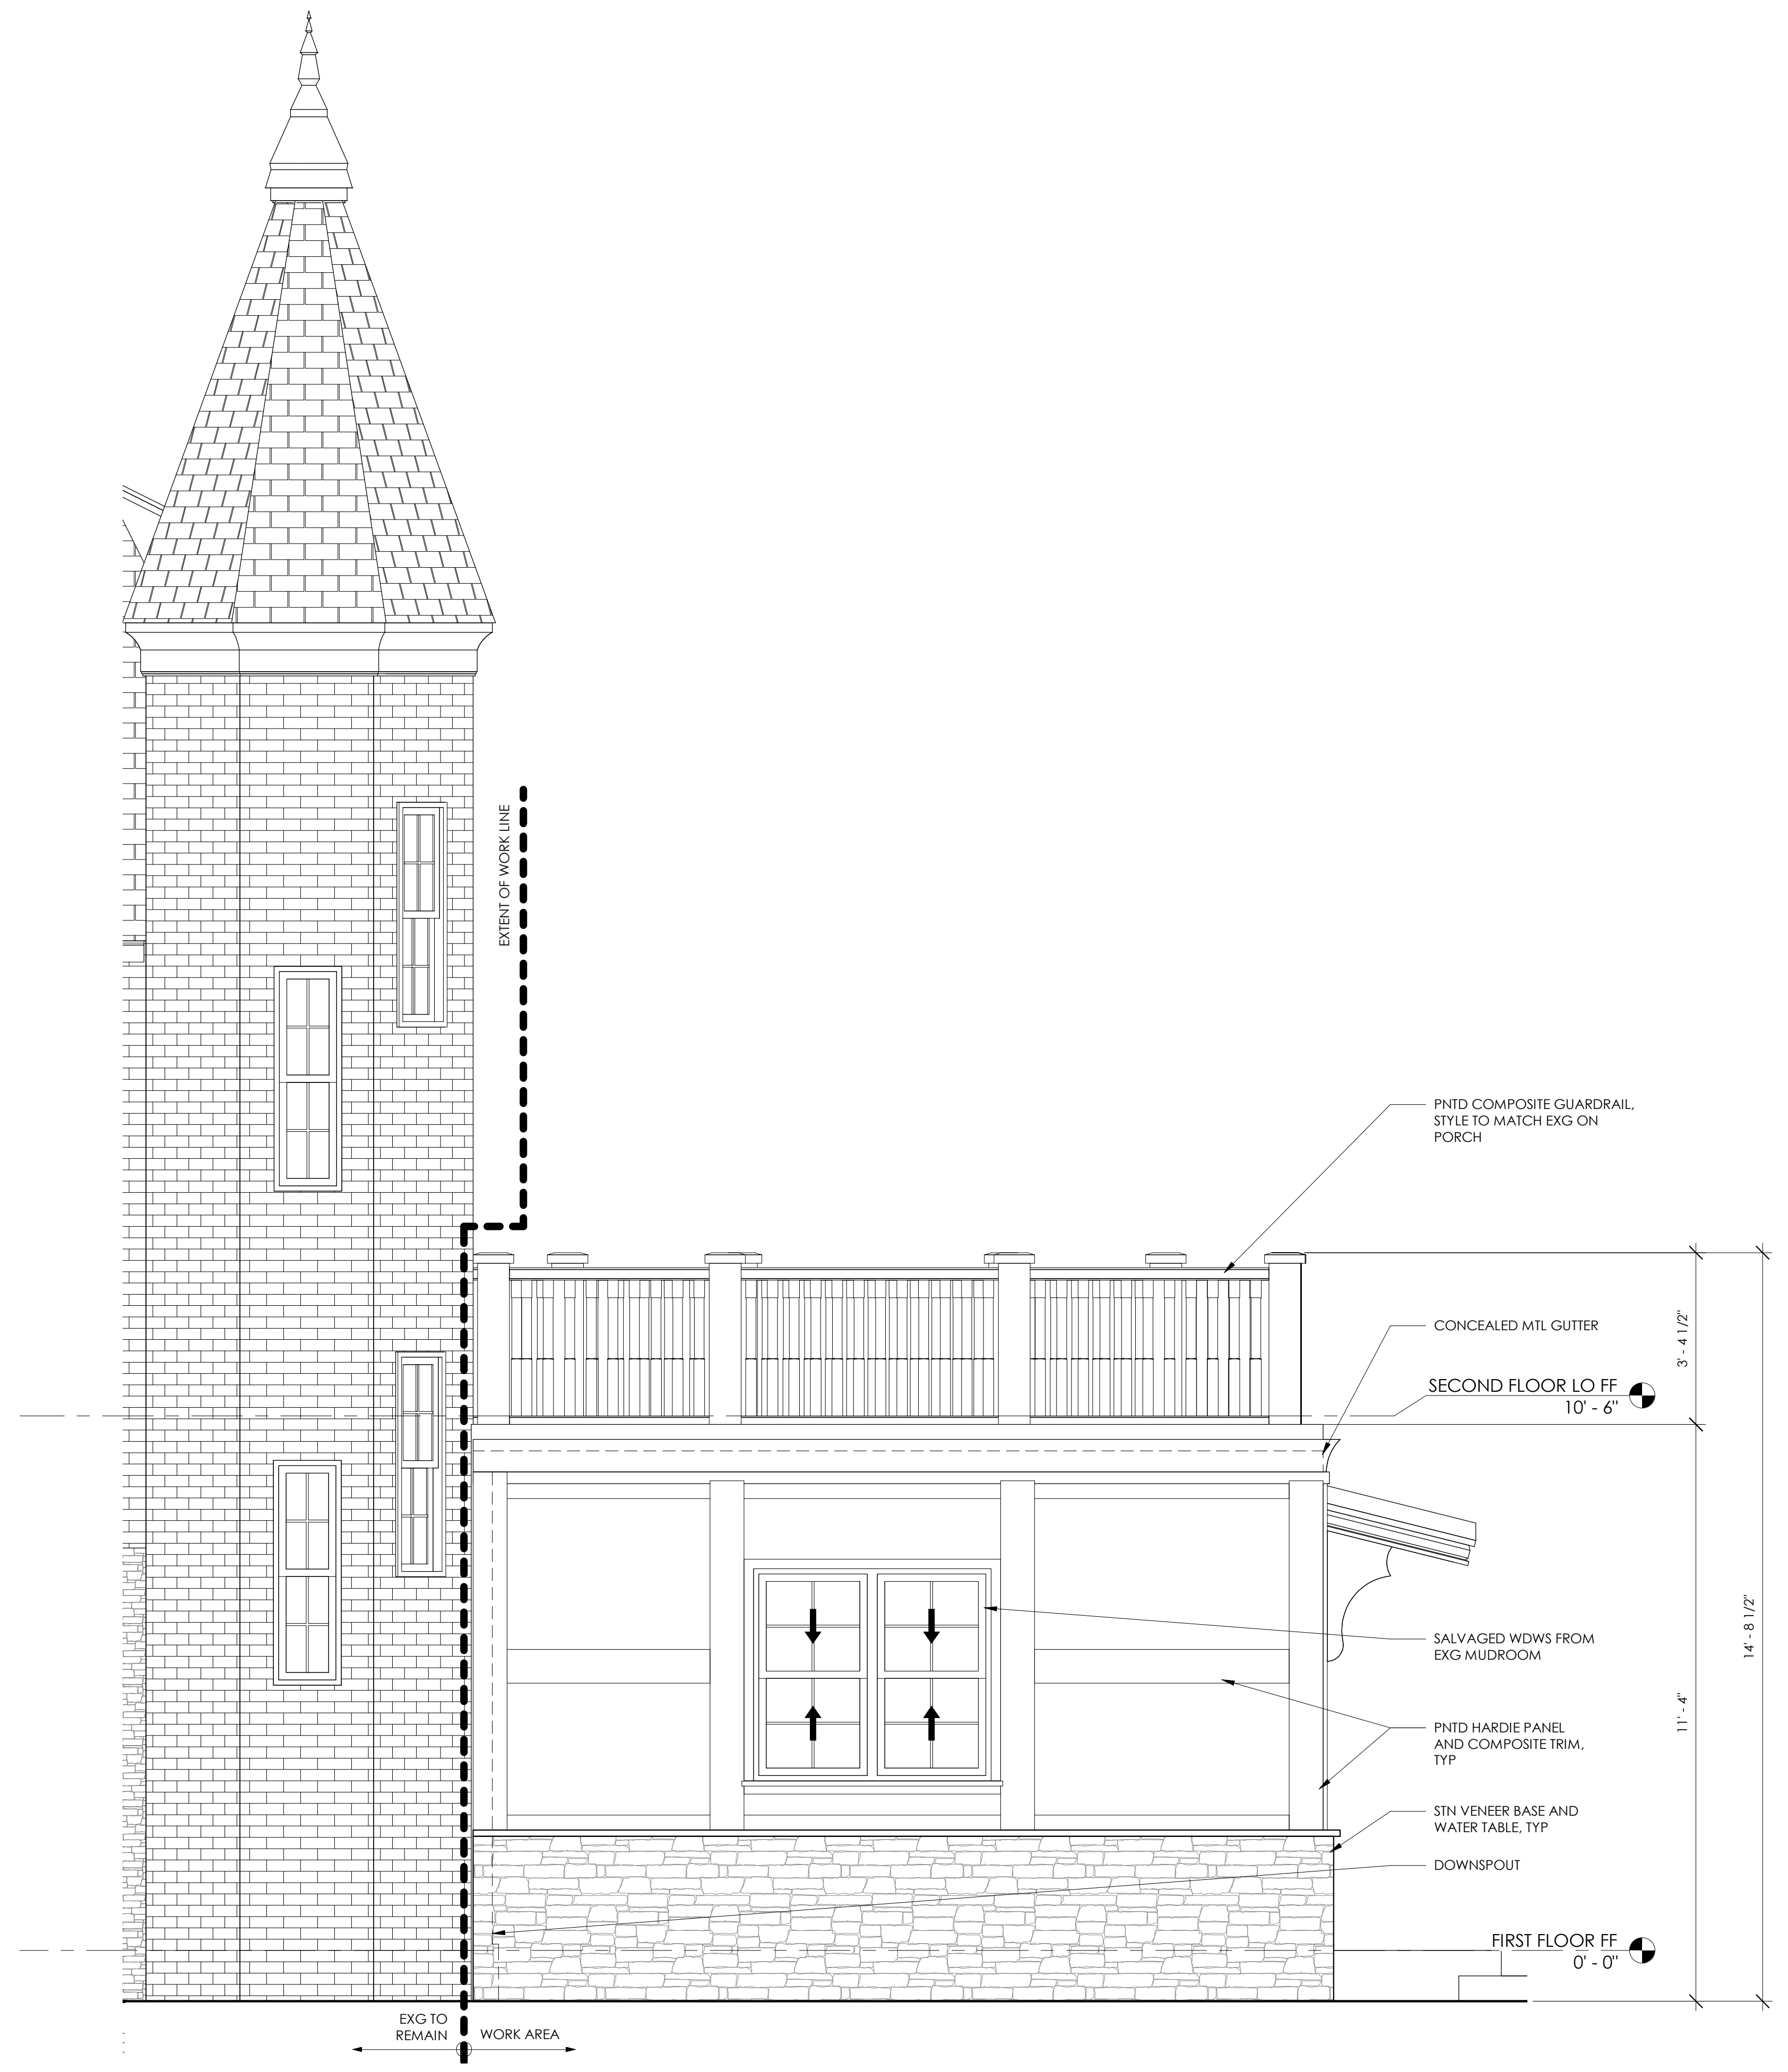 EXTENT OF WORK LINE
PNTD COMPOSITE GUARDRAIL,
STYLE TO MATCH EXG ON
PORCH
CONCEALED MTL GUTTER
3' - 4 1/2"
SECOND FLOOR LO FF
10' - 6"
14' - 8 1/2"
SALVAGED WDWS FROM
EXG MUDROOM
11' - 4"
PNTD HARDIE PANEL
AND COMPOSITE TRIM,
TYP
STN VENEER BASE AND
WATER TABLE, TYP
DOWNSPOUT
FIRST FLOOR FF
0' - 0"
EXG TO
REMAIN
WORK AREA